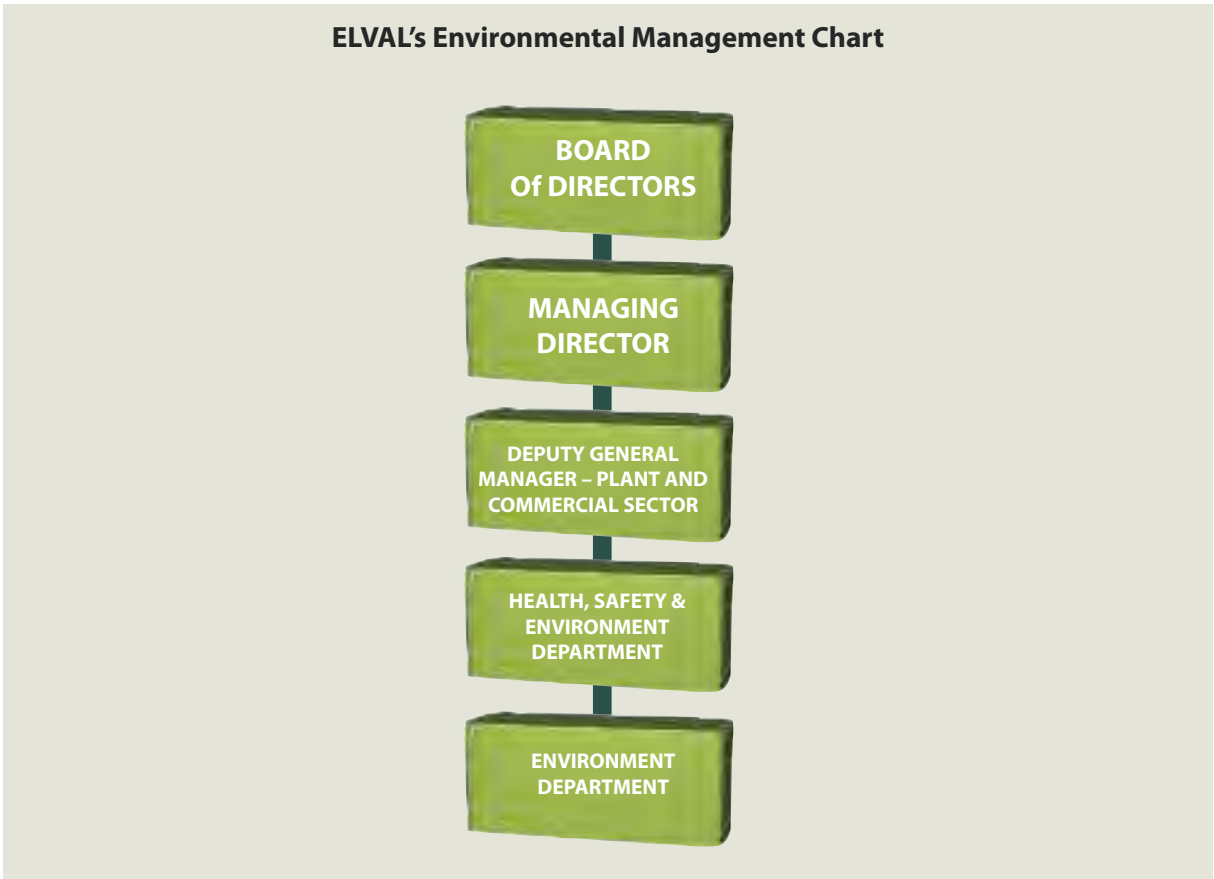 ELVAL's Environmental Management Chart
BOARD
Of DIRECTORS
MANAGING
DIRECTOR
DEPUTY GENERAL
MANAGER – PLANT AND
COMMERCIAL SECTOR
HEALTH, SAFETY &
ENVIRONMENT
DEPARTMENT
ENVIRONMENT
DEPARTMENT